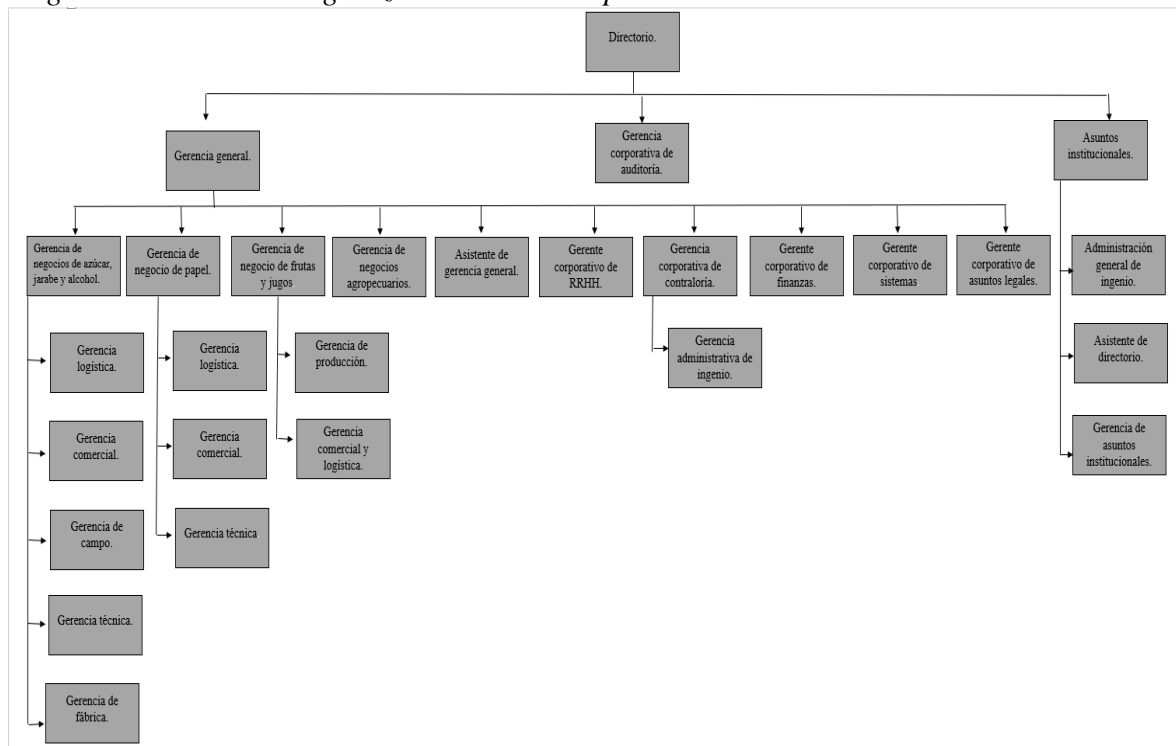 Directorio.
Gerencia general.
Gerencia
corporativa de
auditoría.
Asuntos
institucionales.
Gerencia de
negocios de azúcar,
jarabe y alcohol.
Gerencia de
negocio de papel.
Gerencia de
negocio de frutas
y jugos
Gerencia de
negocios
agropecuarios.
Asistente de
gerencia general.
Gerente
corporativo de
RRHH.
Gerencia
corporativa de
contraloría.
Gerente
corporativo de
finanzas.
Gerente
corporativo de
sistemas
Gerente
corporativo de
asuntos legales.
Administración
general de
ingenio.
Gerencia
logística.
Gerencia
logística.
Gerencia de
producción.
Gerencia
administrativa de
ingenio.
Asistente de
directorio.
Gerencia
comercial.
Gerencia
comercial.
Gerencia
comercial y
logística.
Gerencia de
asuntos
institucionales.
Gerencia de
campo.
Gerencia técnica
Gerencia técnica.
Gerencia de
fábrica.